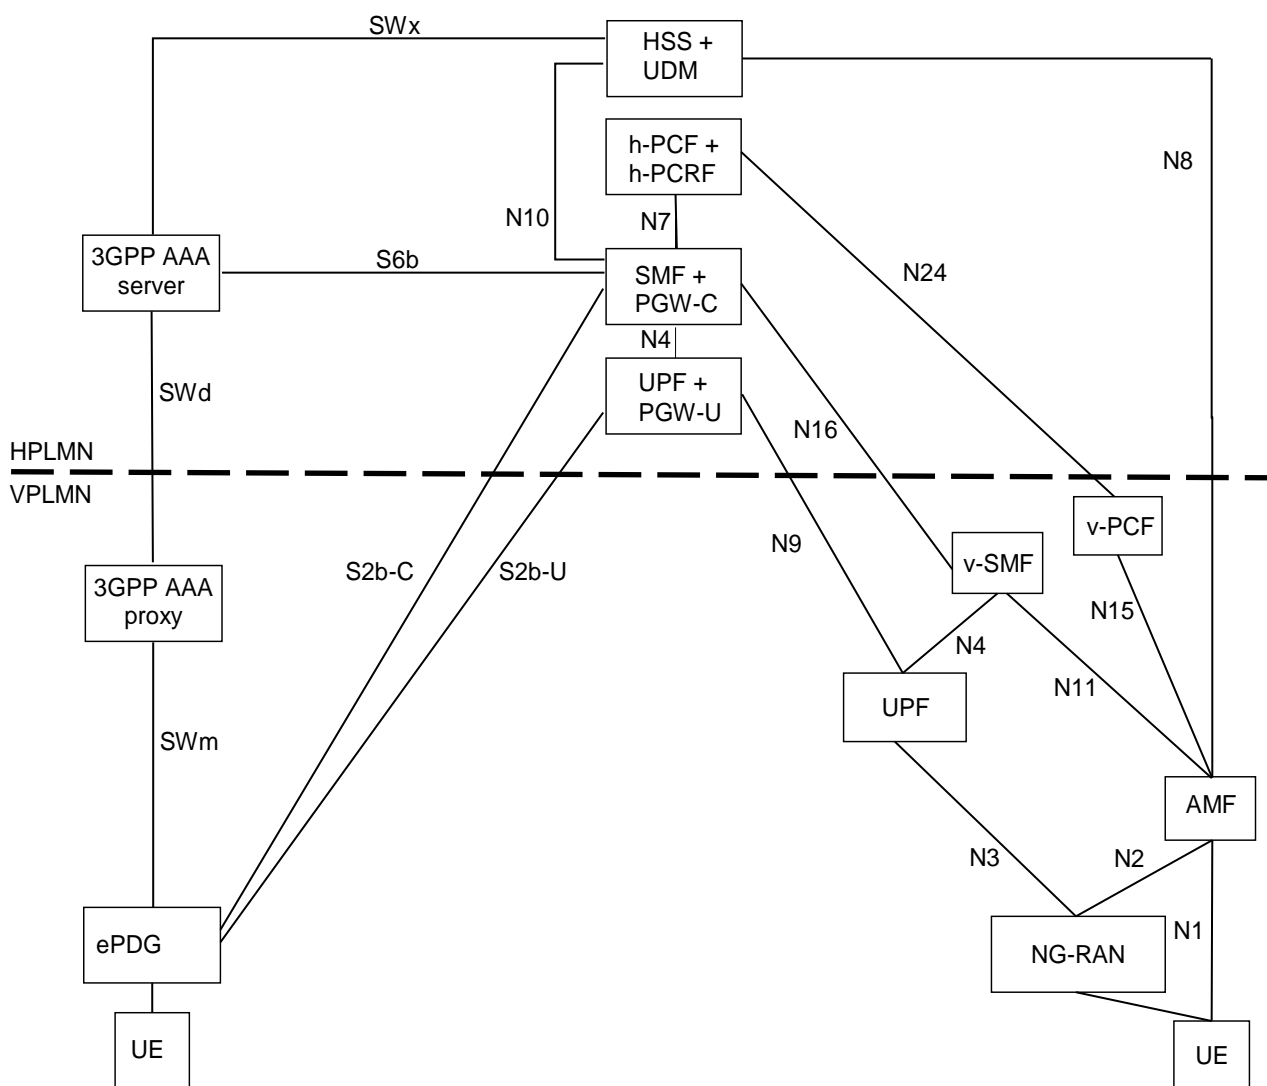 SWx
HSS +
UDM
h-PCF +
h-PCRF
N8
N10
N7
3GPP AAA
server
S6b
SMF +
PGW-C
N24
N4
UPF +
PGW-U
SWd
N16
HPLMN
VPLMN
v-PCF
N9
v-SMF
3GPP AAA
proxy
S2b-C
S2b-U
N15
N4
N11
UPF
SWm
AMF
N3
N2
ePDG
N1
NG-RAN
UE
UE